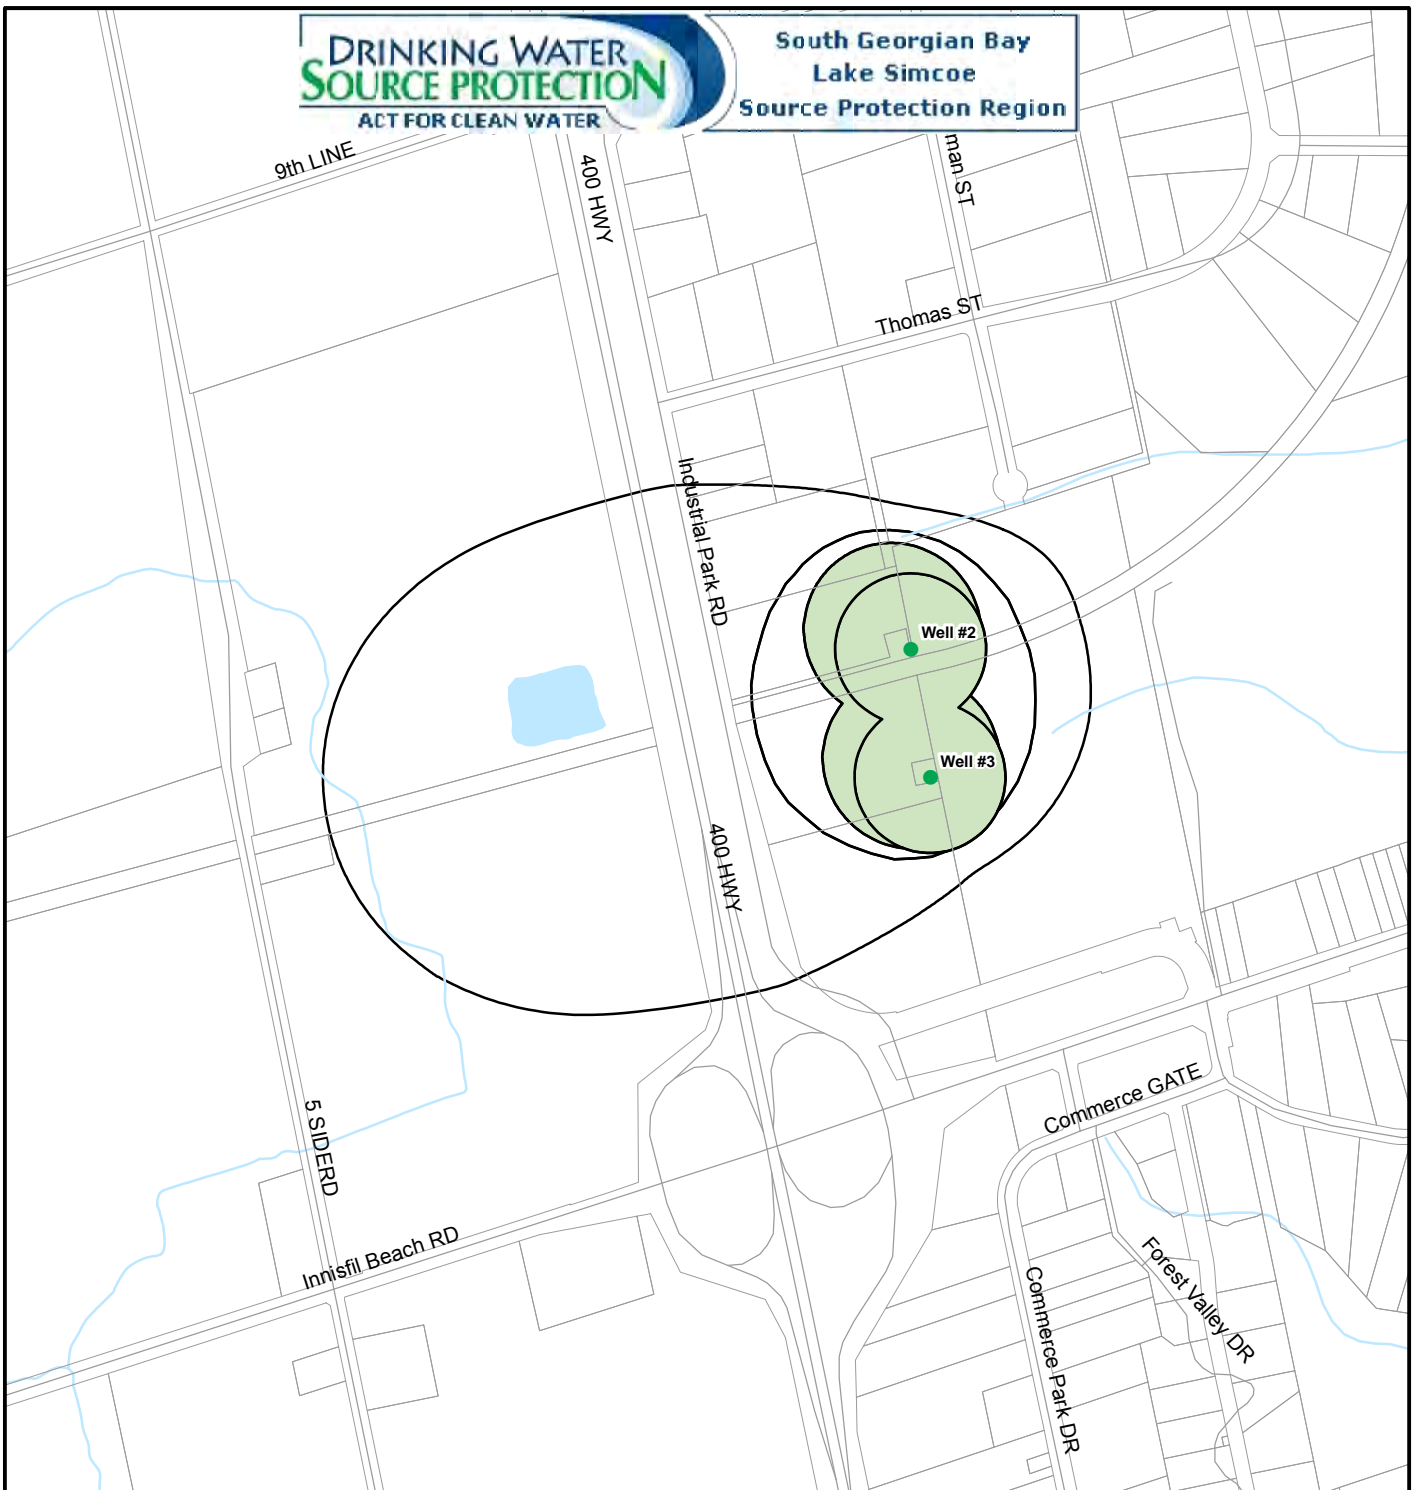 DRINKING WATER
SOURCE PROTECTION
ACT FOR CLEAN WATER
South Georgian Bay
Lake Simcoe
Source Protection Region
9th LINE
400 HWY
man ST
Thomas ST
Industrial Park RD
Well #2
Well #3
400 HWY
5 SIDERD
Innisfil Beach RD
Commerce GATE
Forest Valley DR
Commerce Park DR